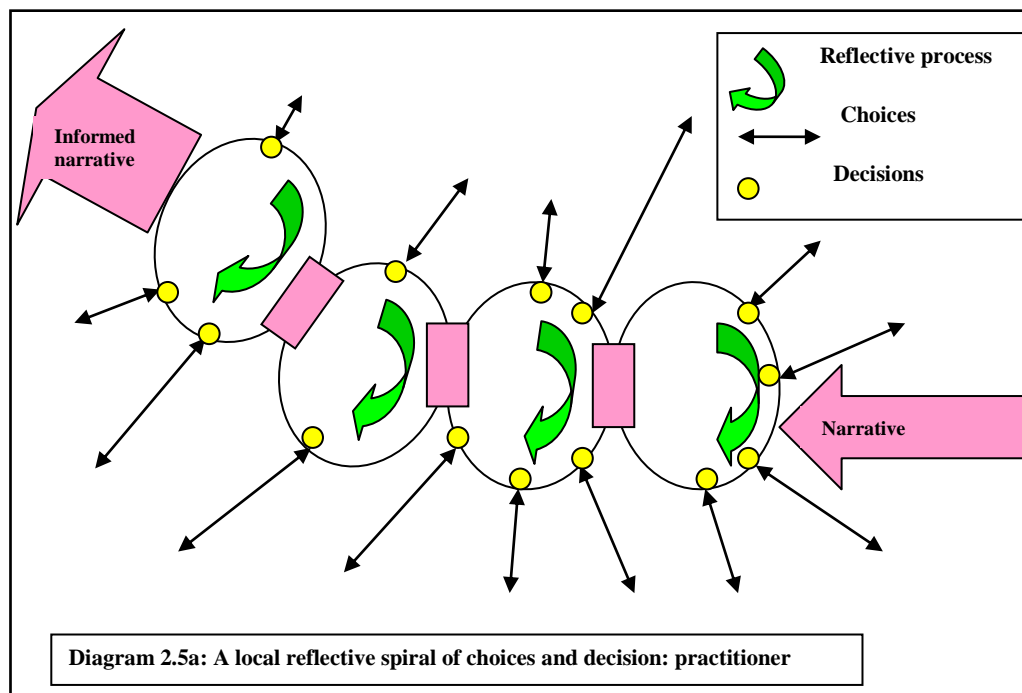 Reflective process
Choices
Decisions
Informed
narrative
Narrative
Diagram 2.5a: A local reflective spiral of choices and decision: practitioner